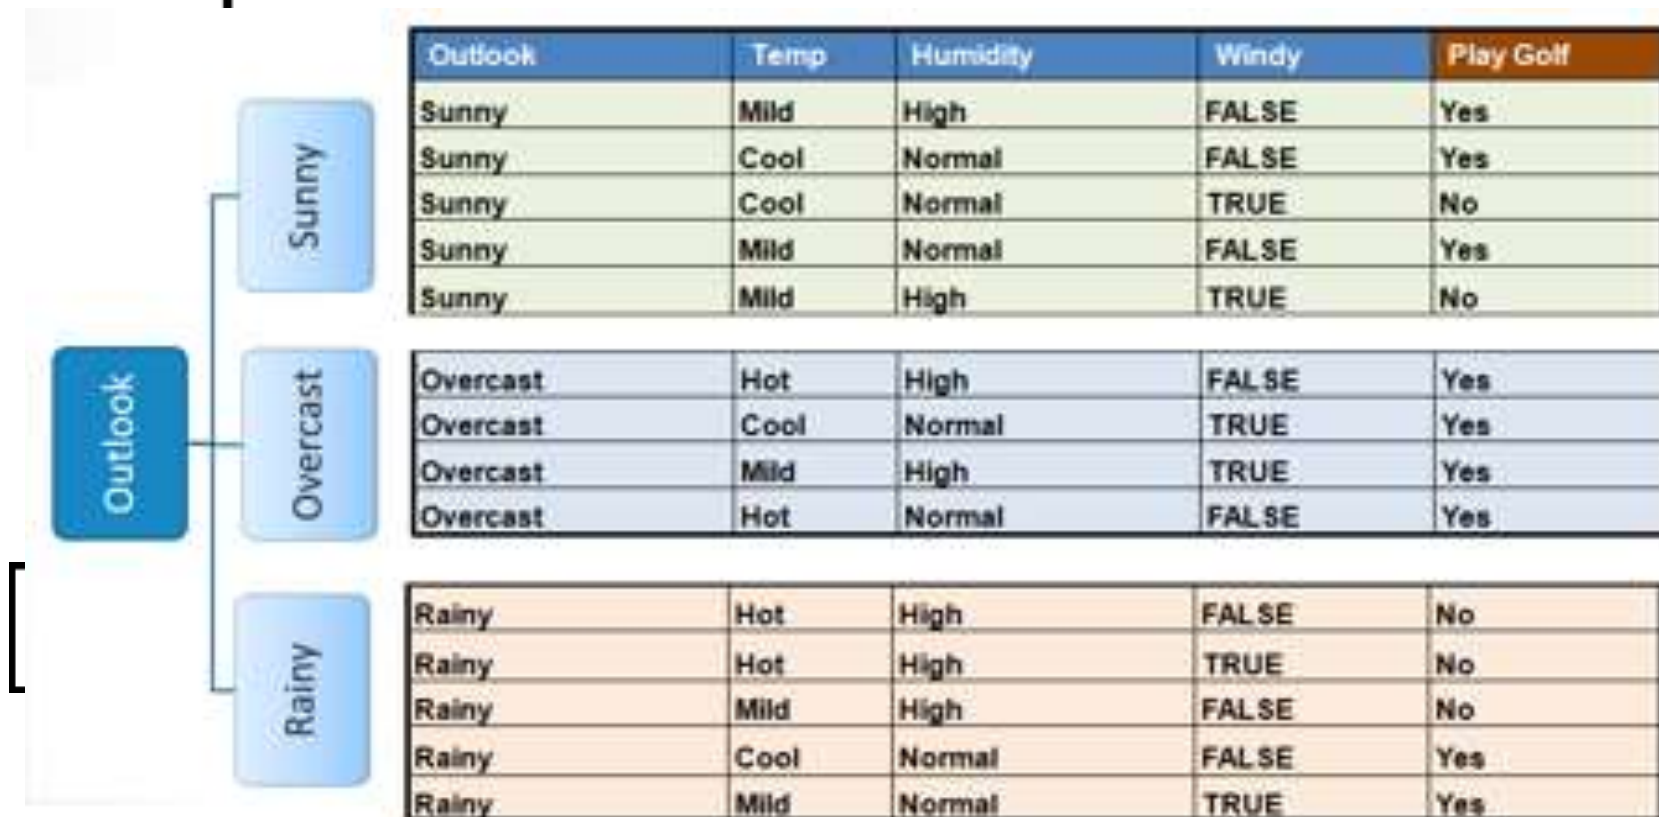 Outlook Temp Humidity Windy Play Golf
Sunny Mild High FALSE Yes
Sunny Cool Normal FALSE Yes
Sunny Cool Normal TRUE No
Sunny Mild Normal FALSE Yes
Sunny Mild High TRUE No
Overcast Hot High FALSE Yes
Overcast Cool Normal TRUE Yes
Overcast Mild High TRUE Yes
Overcast Hot Normal FALSE Yes
Rainy Hot High FALSE No
Rainy Hot High TRUE No
Rainy Mild High FALSE No
Rainy Cool Normal FALSE Yes
Rainy Mild Normal TRUE Yes
Outlook
Sunny
Overcast
Rainy